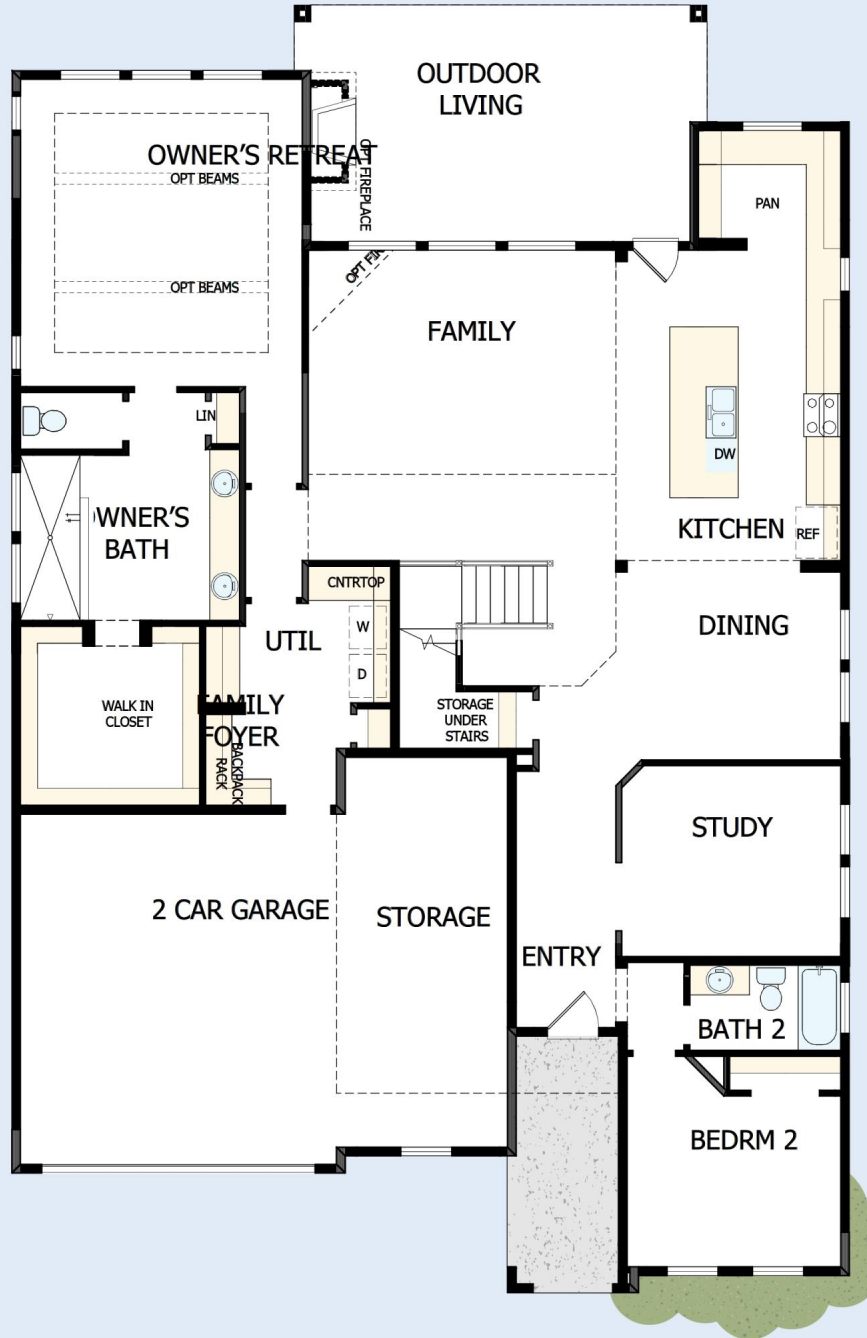 OUTDOOR
LIVING
OWNER'S RETREAT
OPT BEAMS
OPT FIREPLACE
PAN
OPT BEAMS
OPT FI
FAMILY
LIN
DW
WNER'S
BATH
KITCHEN
REF
CNTRTOP
W
UTIL
D
DINING
WALK IN
CLOSET
FAMILY
FOYER
BACKPACK
RACK
STORAGE
UNDER
STAIRS
STUDY
2 CAR GARAGE
STORAGE
ENTRY
BATH 2
BEDRM 2